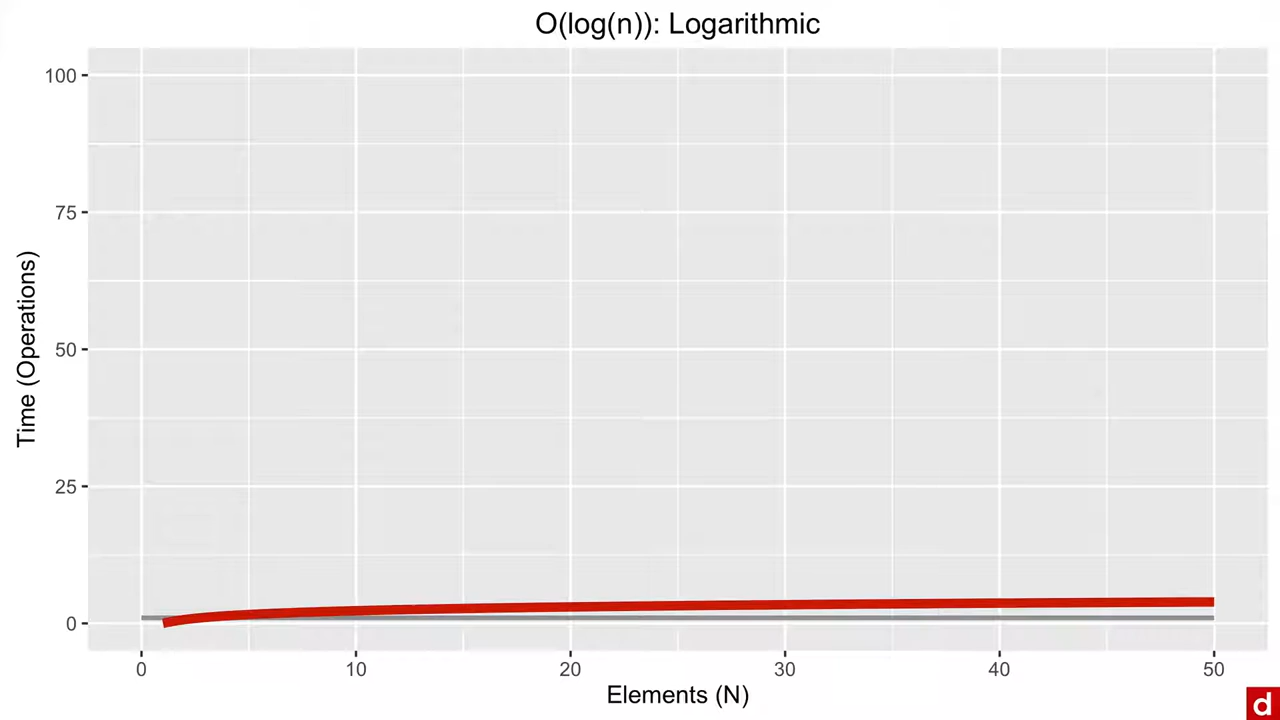 O(log(n)): Logarithmic
100
75
50
25
0
Time (Operations)
0 10 20 30 40 50
Elements (N)
d